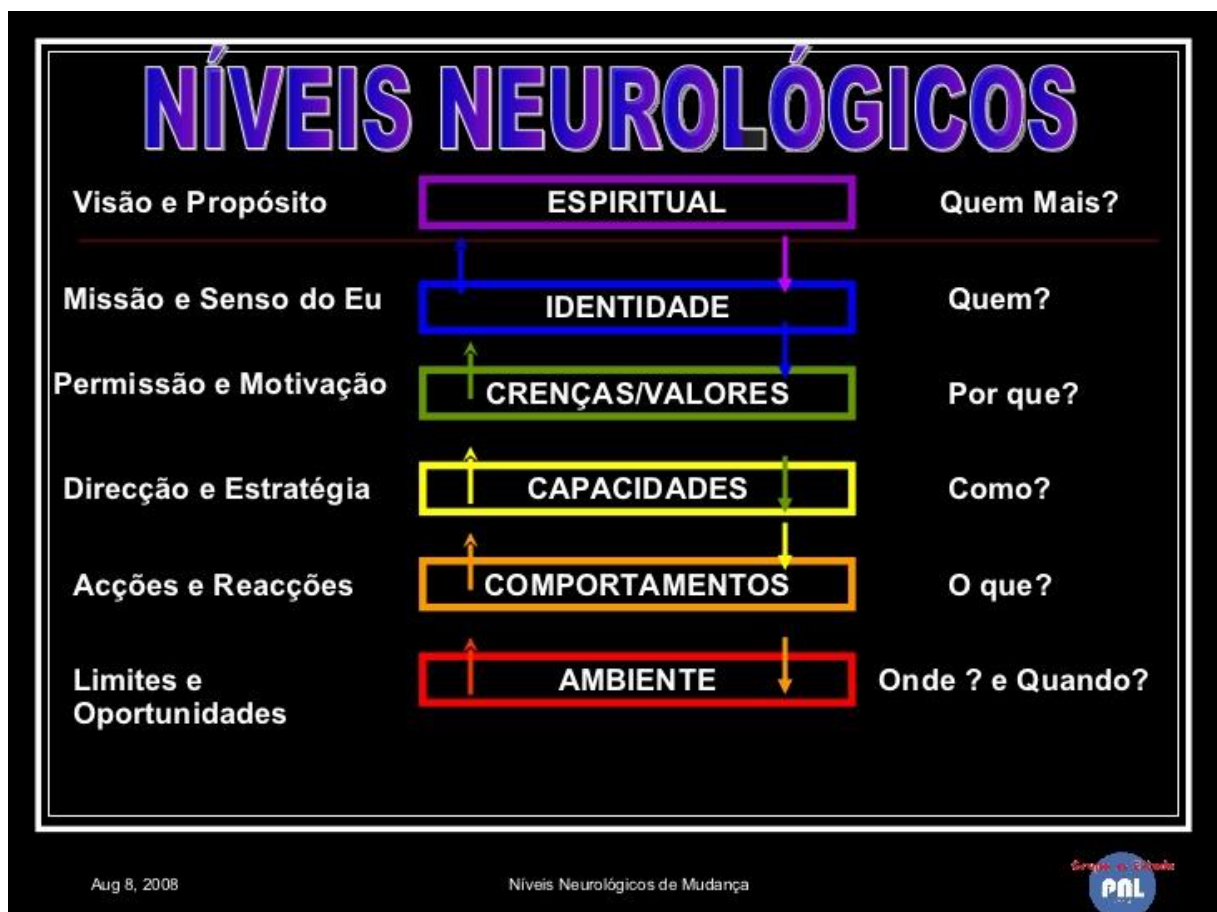 NÍVEIS NEUROLÓGICOS
Visão e Propósito ESPIRITUAL Quem Mais?
Missão e Senso do Eu IDENTIDADE Quem?
Permissão e Motivação CRENÇAS/VALORES Por que?
Direcção e Estratégia CAPACIDADES Como?
Acções e Reacções COMPORTAMENTOS O que?
Limites e AMBIENTE Onde ? e Quando?
Oportunidades
Aug 8, 2008 Níveis Neurológicos de Mudança
PNL